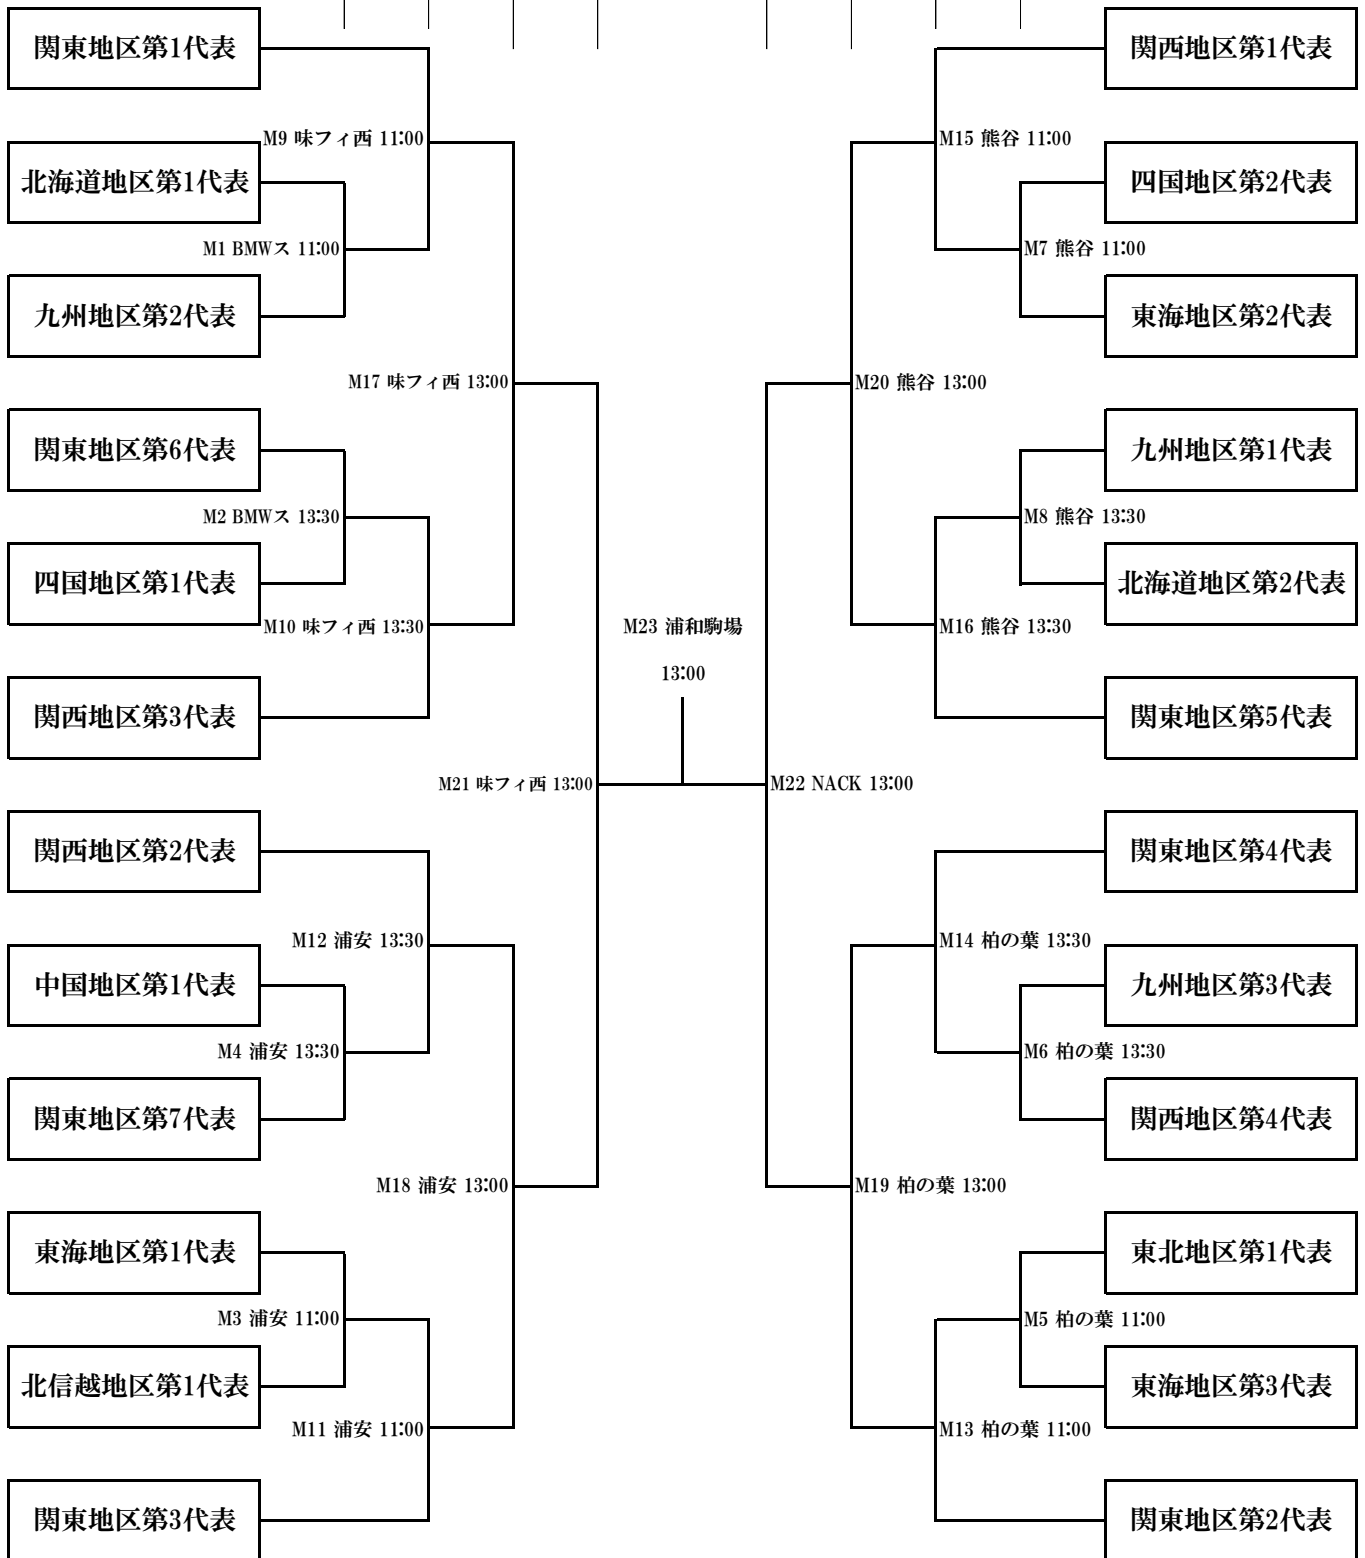 関東地区第1代表
M9 味フィ西 11:00
北海道地区第1代表
M1 BMWス 11:00
九州地区第2代表
M17 味フィ西 13:00
関東地区第6代表
M2 BMWス 13:30
四国地区第1代表
M10 味フィ西 13:30
関西地区第3代表
M21 味フィ西 13:00
関西地区第2代表
M12 浦安 13:30
中国地区第1代表
M4 浦安 13:30
関東地区第7代表
M18 浦安 13:00
東海地区第1代表
M3 浦安 11:00
北信越地区第1代表
M11 浦安 11:00
関東地区第3代表
M23 浦和駒場
13:00
関西地区第1代表
M15 熊谷 11:00
四国地区第2代表
M7 熊谷 11:00
東海地区第2代表
M20 熊谷 13:00
九州地区第1代表
M8 熊谷 13:30
北海道地区第2代表
M16 熊谷 13:30
関東地区第5代表
M22 NACK 13:00
関東地区第4代表
M14 柏の葉 13:30
九州地区第3代表
M6 柏の葉 13:30
関西地区第4代表
M19 柏の葉 13:00
東北地区第1代表
M5 柏の葉 11:00
東海地区第3代表
M13 柏の葉 11:00
関東地区第2代表